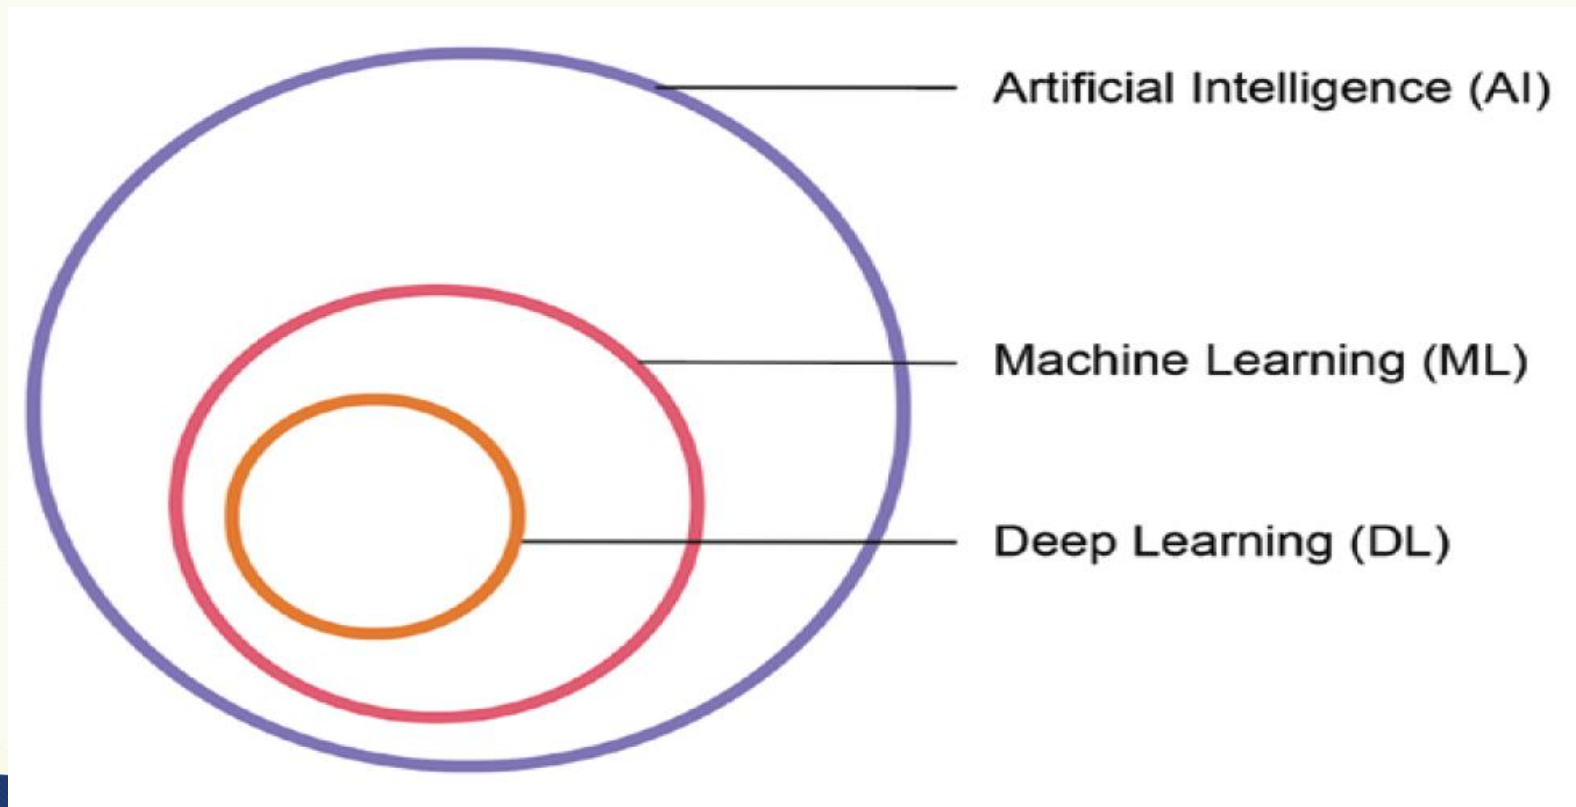 Artificial Intelligence (AI)
Machine Learning (ML)
Deep Learning (DL)